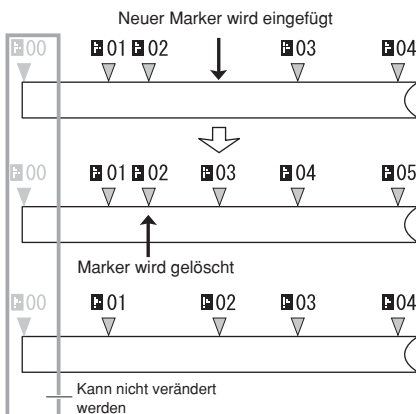 Neuer Marker wird eingefügt
00 01 02 03 04
00 01 02 03 04 05
Marker wird gelöscht
00 01 02 03 04
Kann nicht verändert
werden